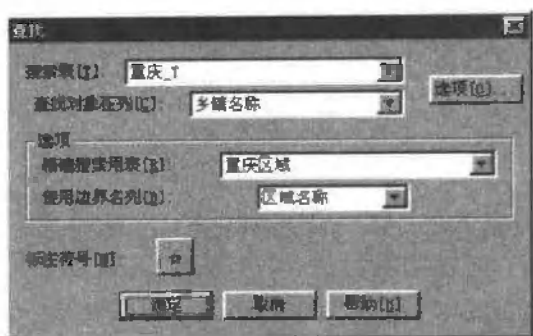 查找
搜索表(T): 重庆_1
查找对象在列(C): 乡镇名称
选项(O)...
选项
精确搜索用表(R): 重庆区域
使用边界名列(N): 区域名称
标注符号(M)
确定 取消 帮助(H)